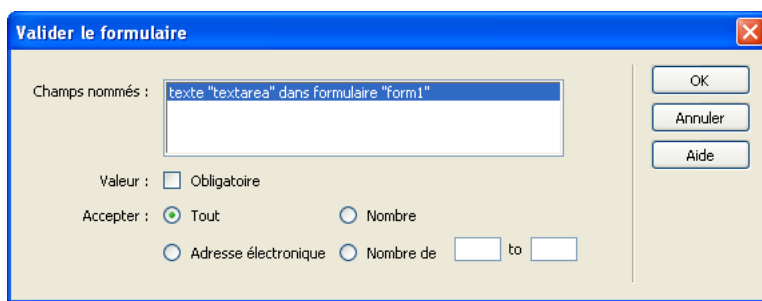 Valider le formulaire
Champs nommés :
texte "textarea" dans formulaire "form1"
OK
Annuler
Aide
Valeur :
Obligatoire
Accepter :
Tout
Nombre
Adresse électronique
Nombre de
to